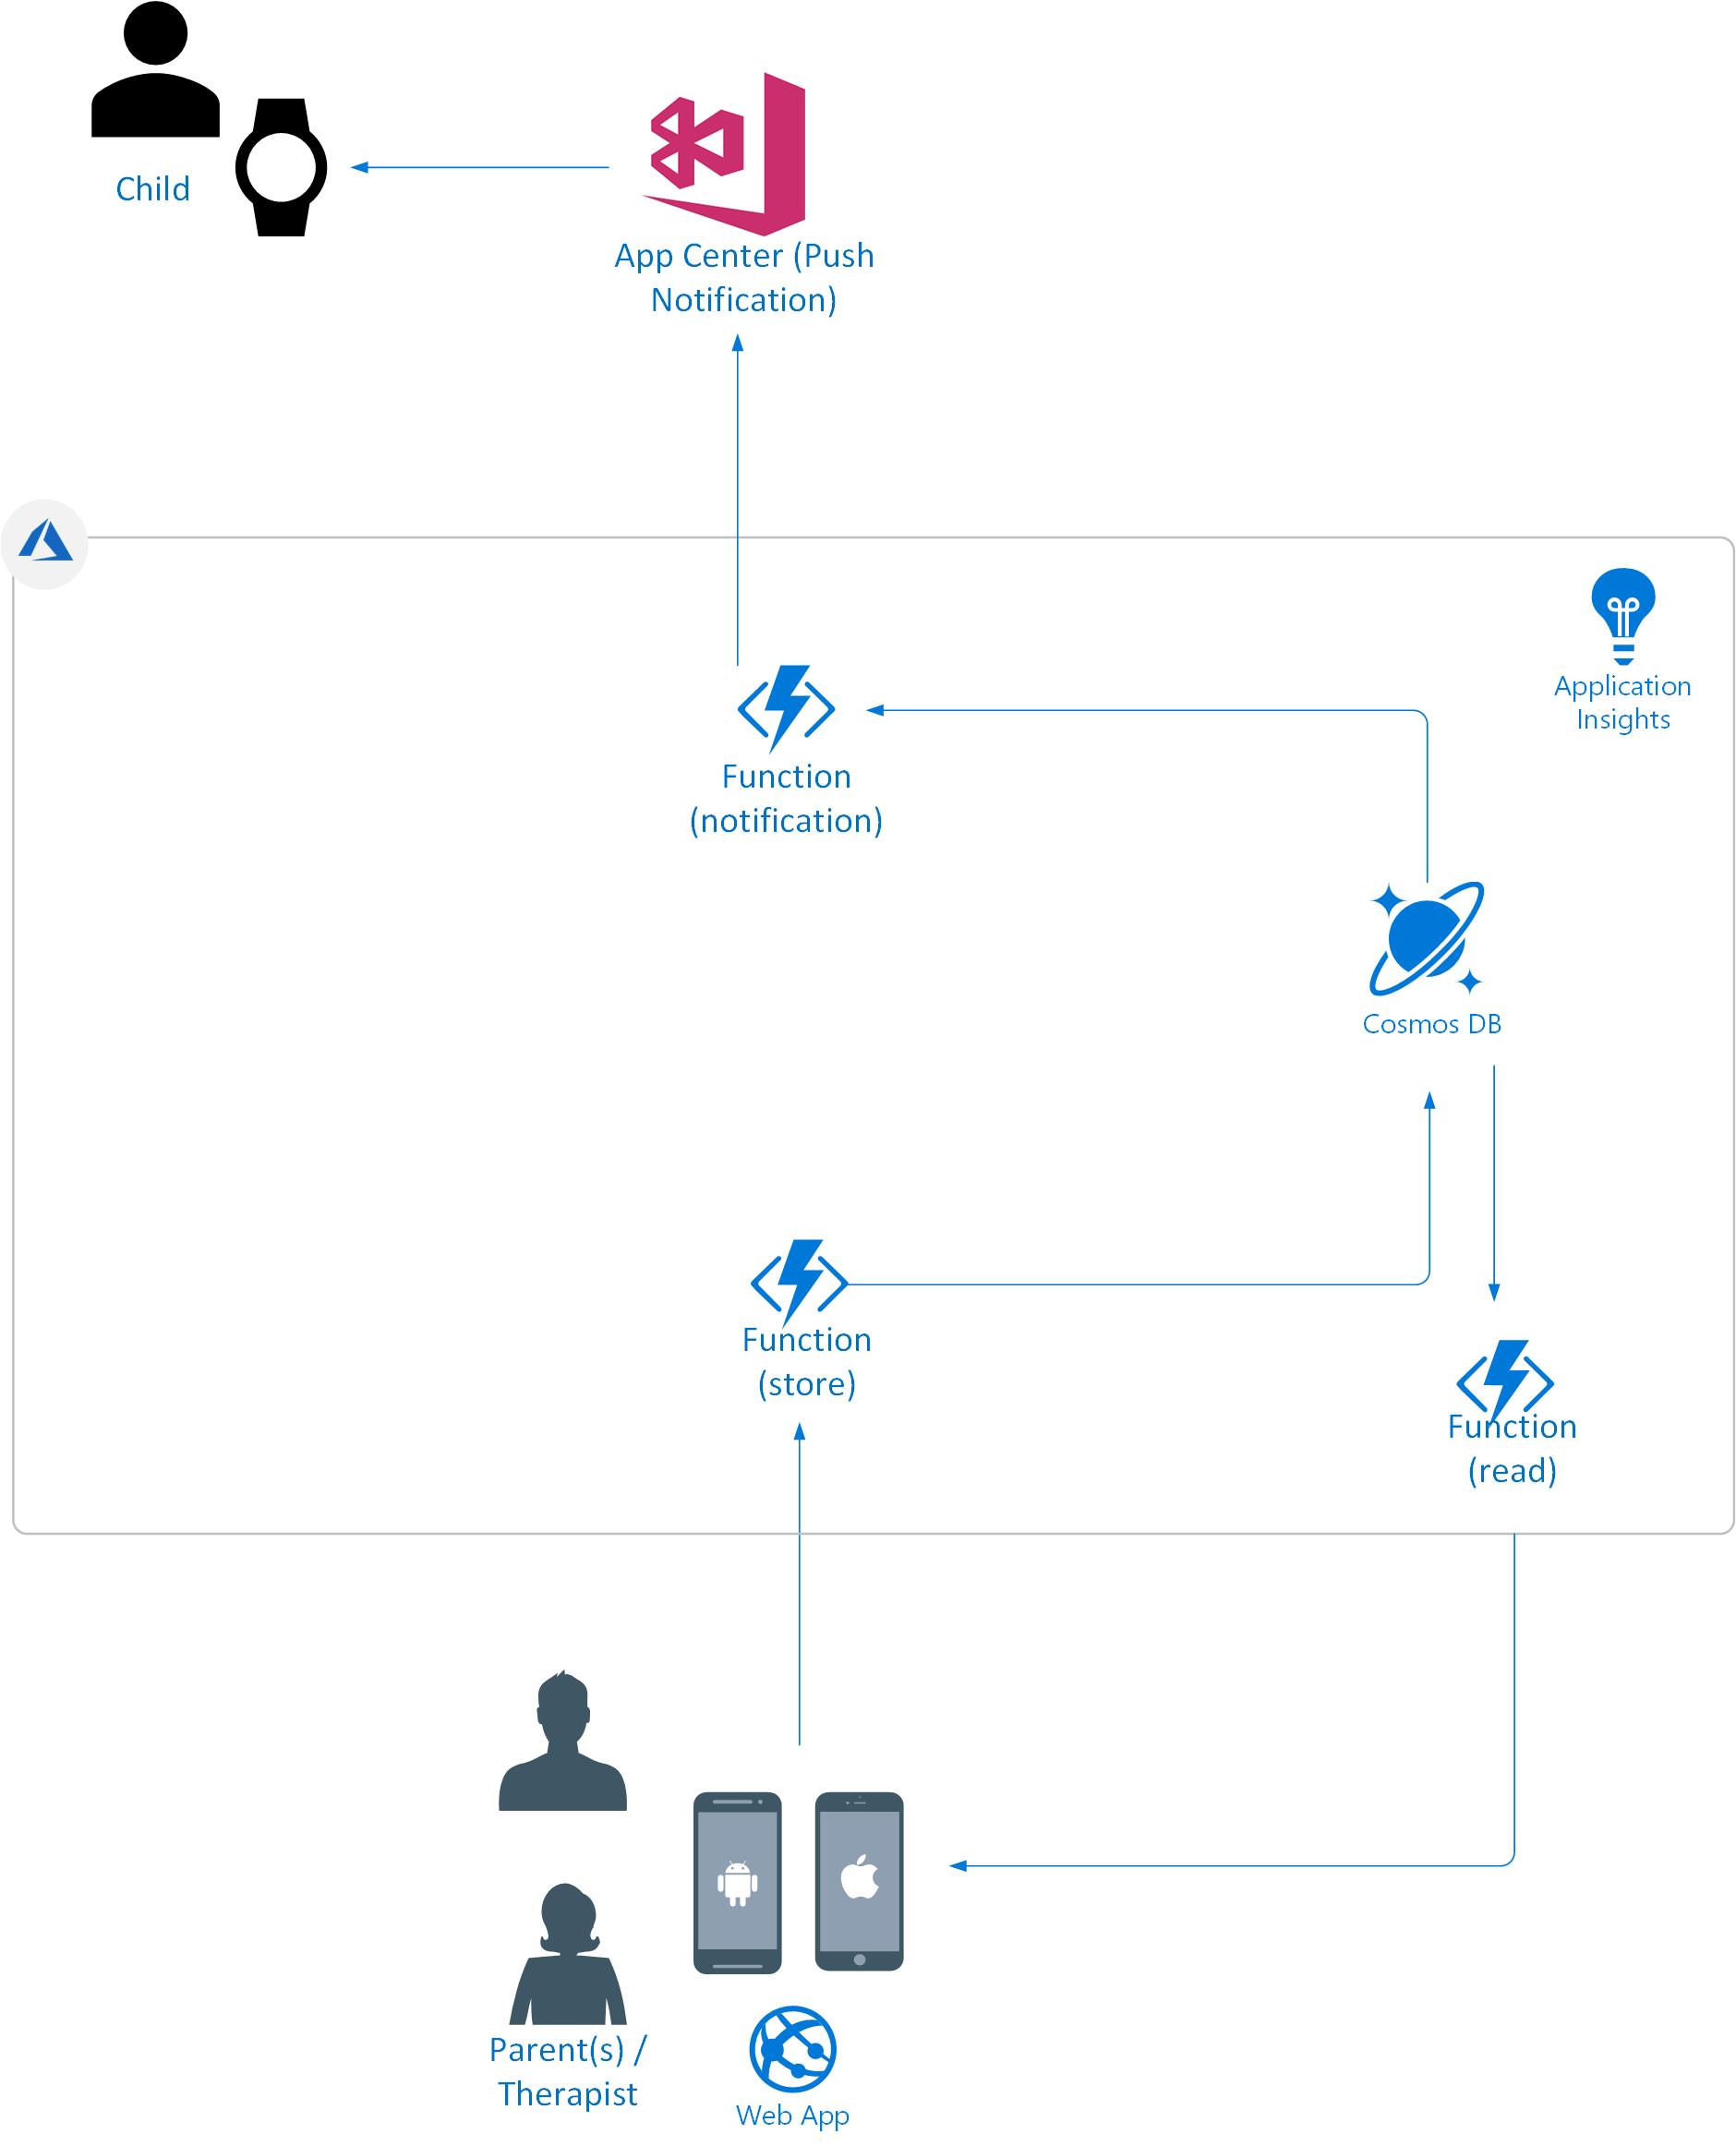 Child
App Center (Push
Notification)
Application
Insights
Function
(notification)
Cosmos DB
Function
(store)
Function
(read)
Parent(s) /
Therapist
Web App